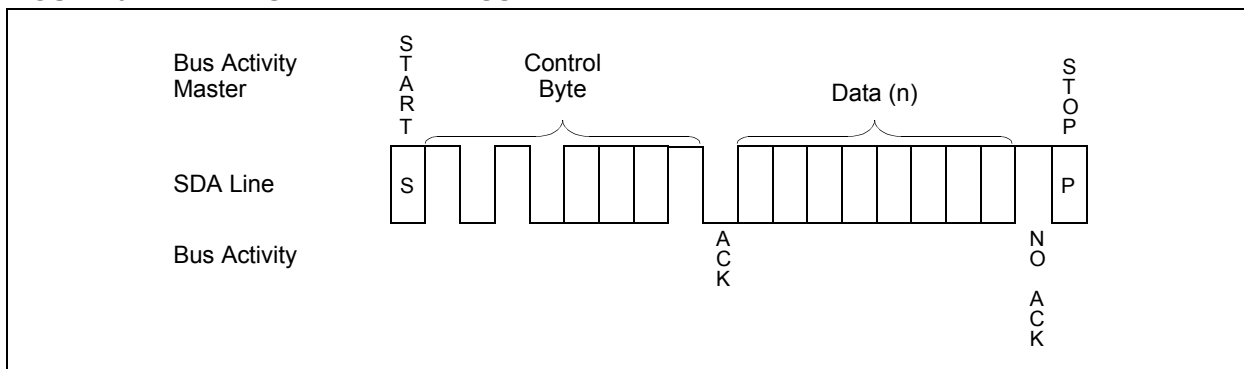 Bus Activity
Master
START
Control
Byte
Data (n)
STOP
SDA Line
S
P
Bus Activity
ACK
NO ACK